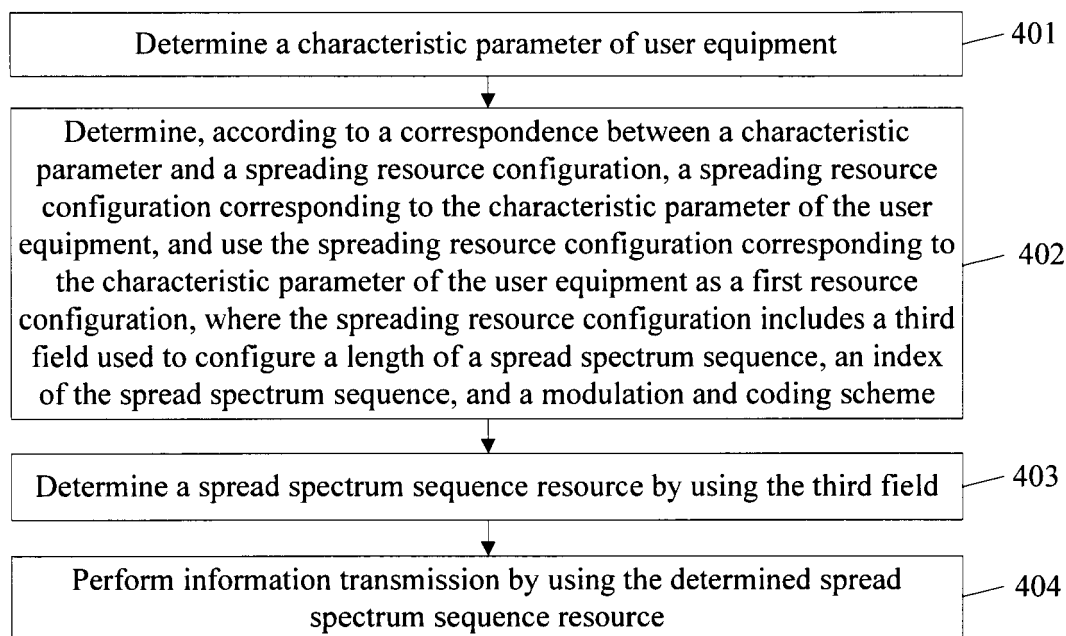 Determine a characteristic parameter of user equipment
401
Determine, according to a correspondence between a characteristic
parameter and a spreading resource configuration, a spreading resource
configuration corresponding to the characteristic parameter of the user
equipment, and use the spreading resource configuration corresponding to
the characteristic parameter of the user equipment as a first resource
configuration, where the spreading resource configuration includes a third
field used to configure a length of a spread spectrum sequence, an index
of the spread spectrum sequence, and a modulation and coding scheme
402
Determine a spread spectrum sequence resource by using the third field
403
Perform information transmission by using the determined spread
spectrum sequence resource
404